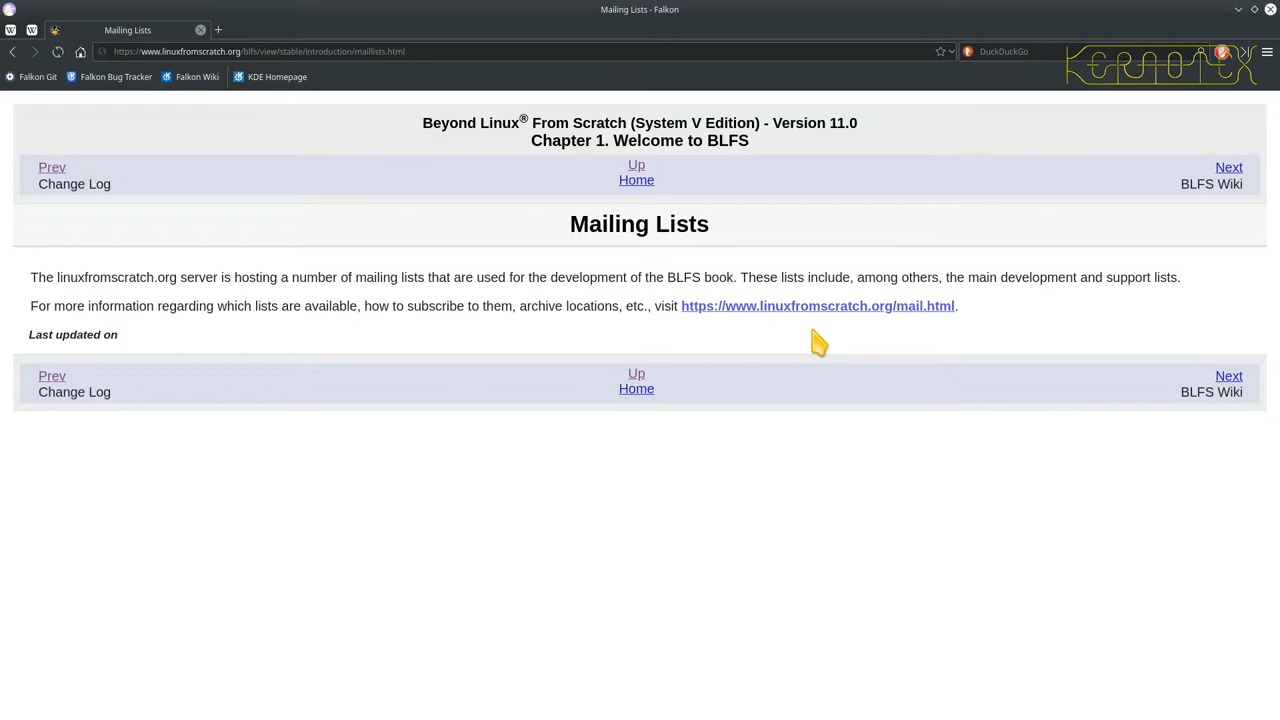 Mailing Lists - Falkon
Mailing Lists
https://www.linuxfromscratch.org/blfs/view/stable/introduction/maillists.html
DuckDuckGo
Falkon Git Falkon Bug Tracker Falkon Wiki KDE Homepage
Beyond Linux® From Scratch (System V Edition) - Version 11.0
Chapter 1. Welcome to BLFS
Prev Up Next
Change Log Home BLFS Wiki
Mailing Lists
The linuxfromscratch.org server is hosting a number of mailing lists that are used for the development of the BLFS book. These lists include, among others, the main development and support lists.
For more information regarding which lists are available, how to subscribe to them, archive locations, etc., visit https://www.linuxfromscratch.org/mail.html.
Last updated on
Prev Up Next
Change Log Home BLFS Wiki